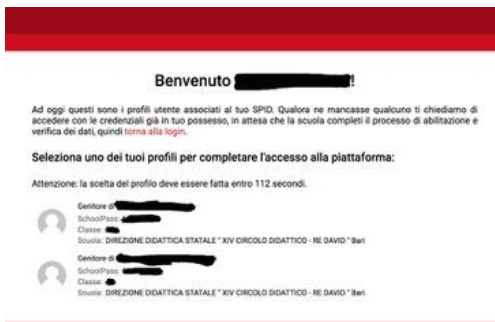 Benvenuto !
Ad oggi questi sono i profili utente associati al tuo SPID. Qualora ne mancasse qualcuno ti chiediamo di
accedere con le credenziali già in tuo possesso, in attesa che la scuola completi il processo di abilitazione e
verifica dei dati, quindi torna alla login.
Seleziona uno dei tuoi profili per completare l'accesso alla piattaforma:
Attenzione: la scelta del profilo deve essere fatta entro 112 secondi.
Genitore di
SchoolPass:
Classe:
Scuola: DIREZIONE DIDATTICA STATALE " XIV CIRCOLO DIDATTICO - RE DAVID " Bari
Genitore di
SchoolPass:
Classe:
Scuola: DIREZIONE DIDATTICA STATALE " XIV CIRCOLO DIDATTICO - RE DAVID " Bari